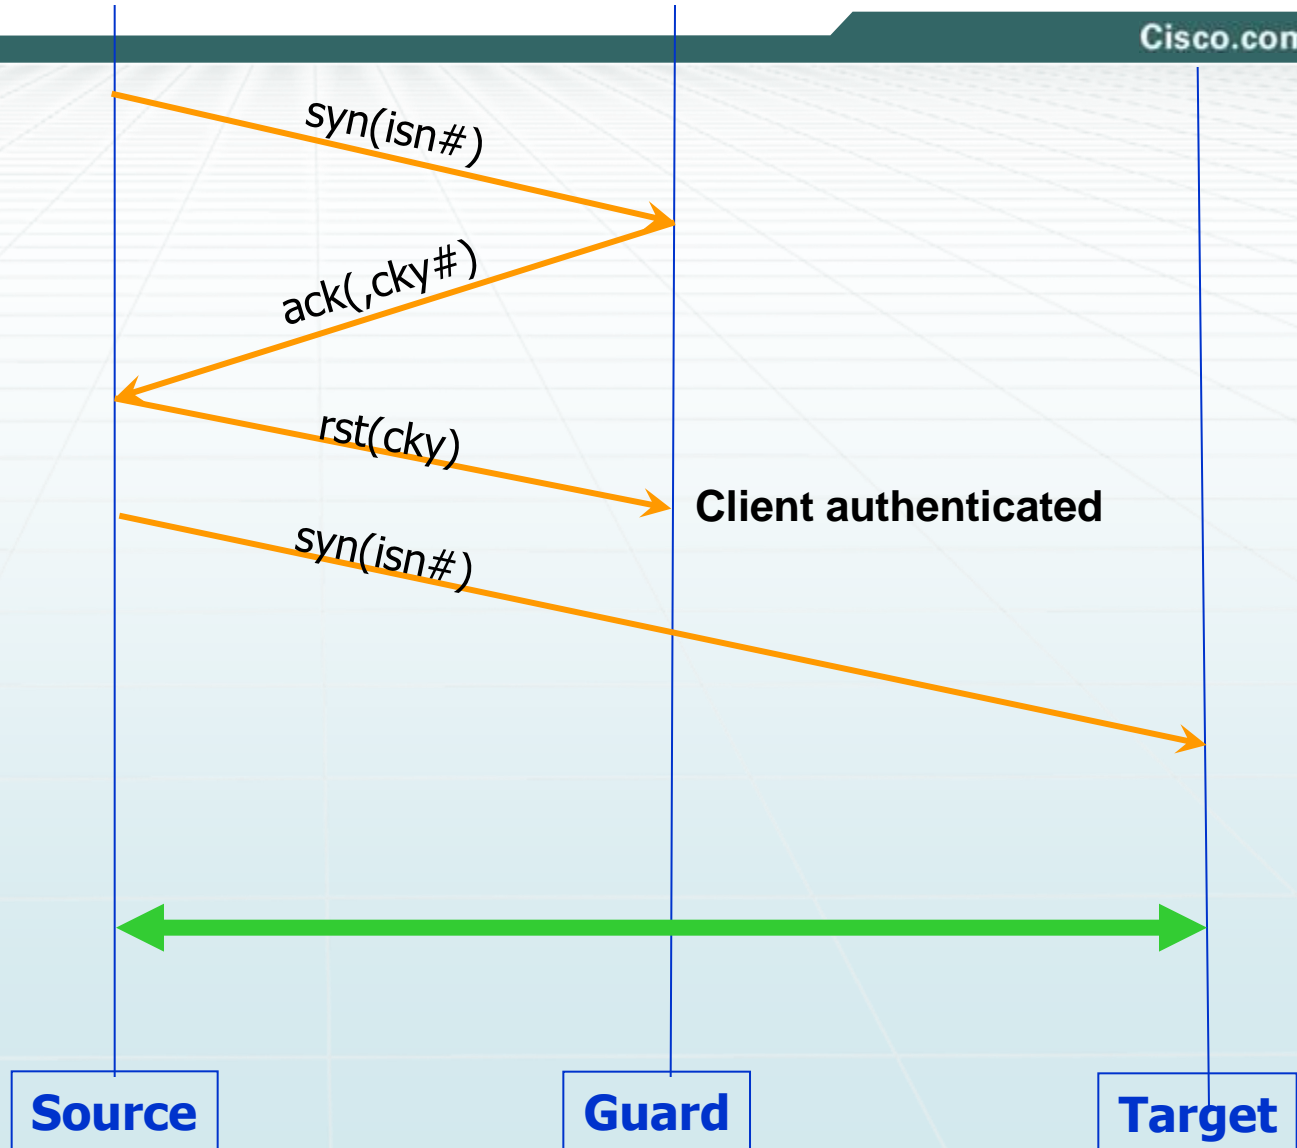 Cisco.com
syn(isn#)
ack(,cky#)
rst(cky)
Client authenticated
syn(isn#)
Source
Guard
Target